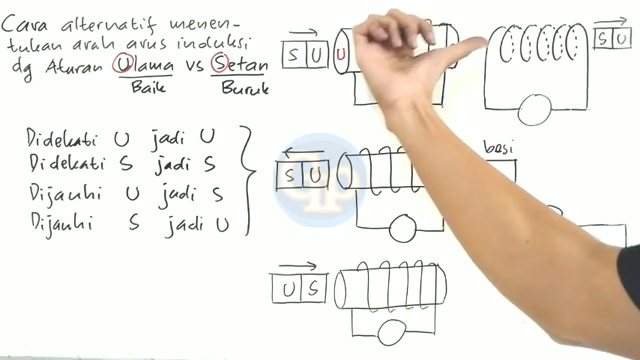 Cara alternatif menen-
tukan arah arus induksi
dg Aturan Ulama vs Setan
Baik Buruk
Didekati U jadi U
Didekati S jadi S
Dijauhi U jadi S
Dijauhi S jadi U
S U
U
S U
S U
besi
U S